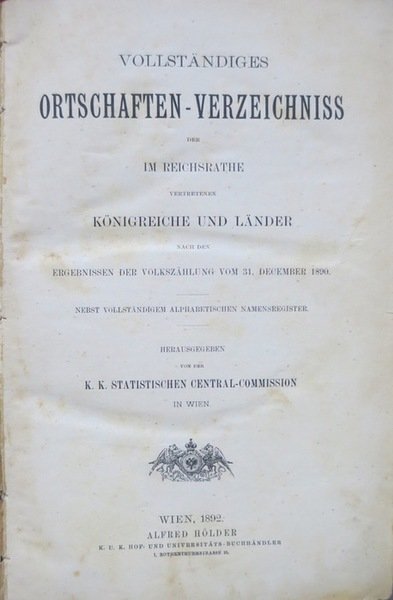 VOLLSTÄNDIGES
ORTSCHAFTEN-VERZEICHNISS
DER
IM REICHSRATHE
VERTRETENEN
KÖNIGREICHE UND LÄNDER
NACH DEN
ERGEBNISSEN DER VOLKSZÄHLUNG VOM 31. DECEMBER 1890.
NEBST VOLLSTÄNDIGEM ALPHABETISCHEN NAMENSREGISTER.
HERAUSGEGEBEN
VON DER
K. K. STATISTISCHEN CENTRAL-COMMISSION
IN WIEN.
WIEN, 1892.
ALFRED HÖLDER
K. U. K. HOF- UND UNIVERSITÄTS-BUCHHÄNDLER
I, ROTHENTHURMSTRASSE 15.